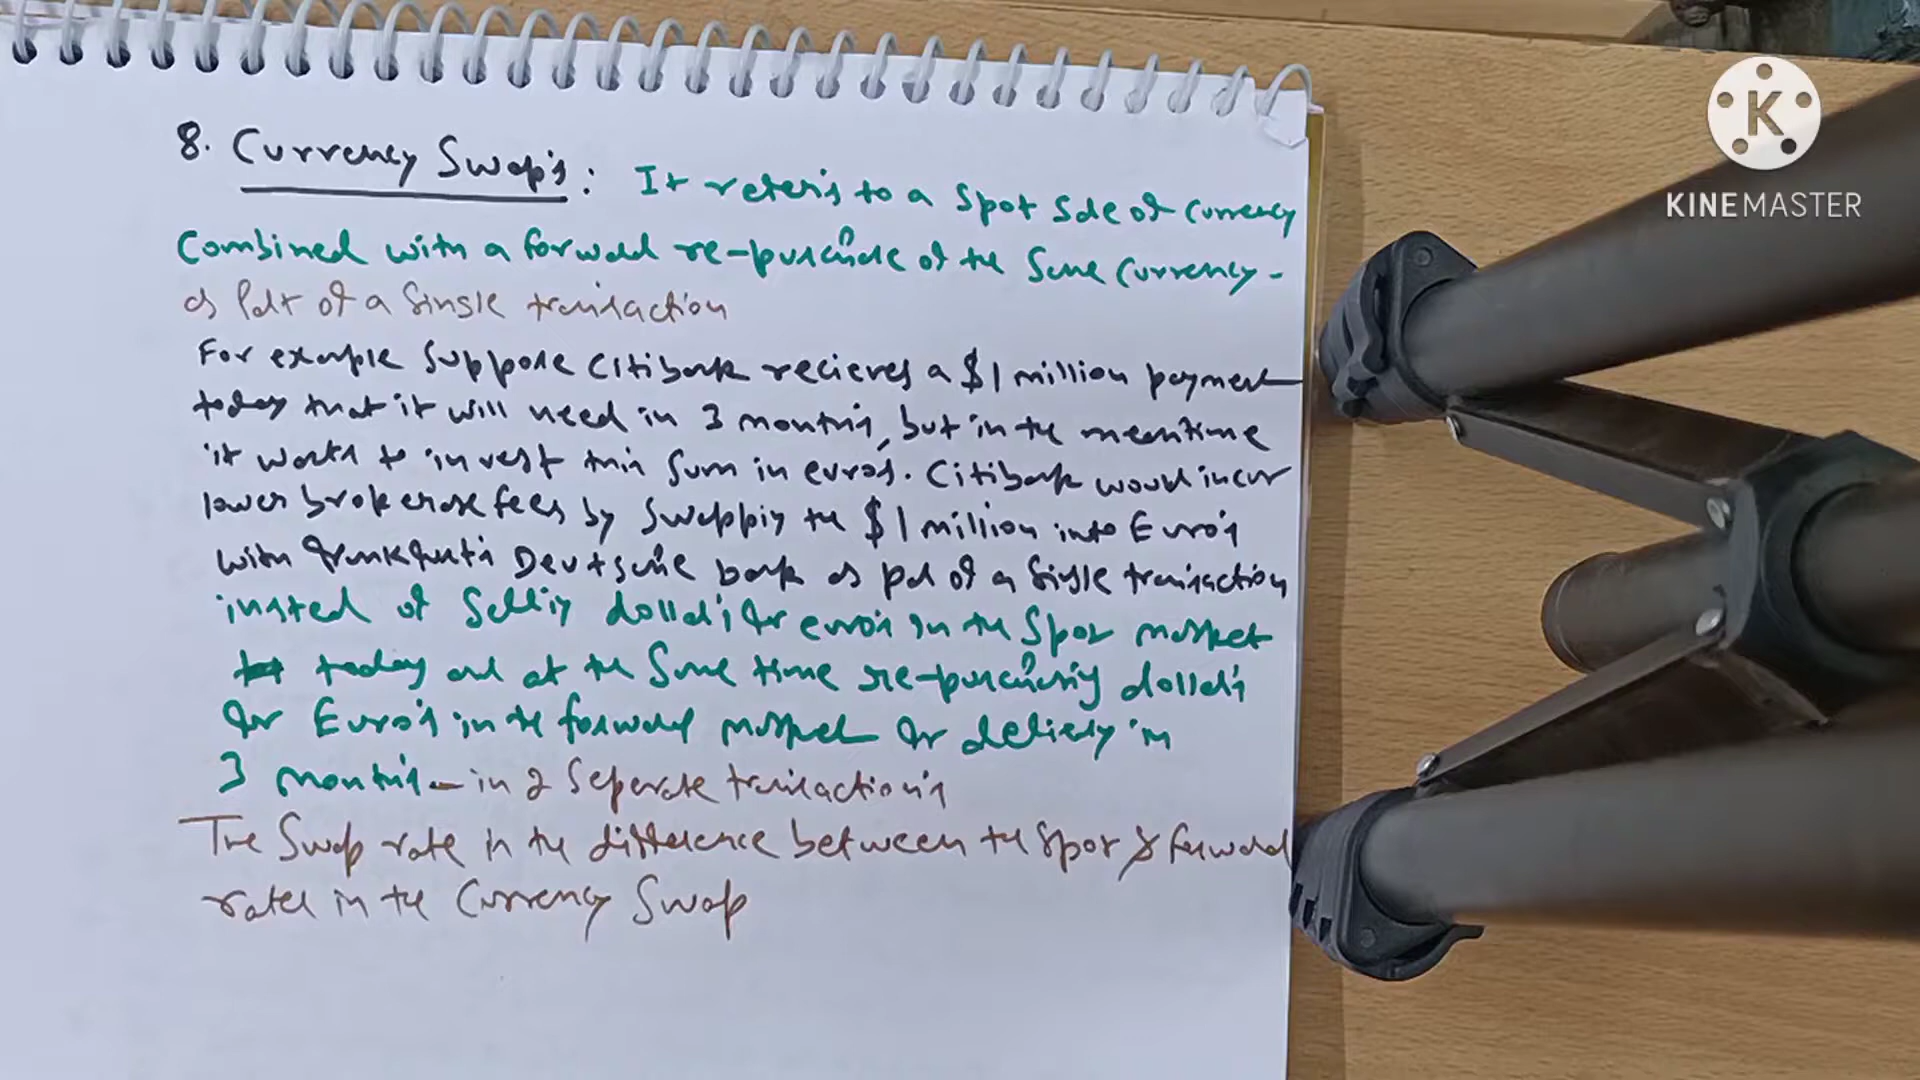 8. Currency Swap's: It refer's to a Spot Sale of Currency
Combined with a forward re-purchase of the Same Currency-
as Part of a Single transaction
For example Suppose Citibank recieves a $1 million payment
today that it will need in 3 months, but in the meantime
it wants to invest this Sum in euros. Citibank would incur
lower brokerage fees by Swapping the $1 million into Euro's
with Frankfurt's Deutsche bank as part of a Single transaction
insted of Selling dollars for euros in the Spot market
today and at the Same time re-purchasing dollars
for Euro's in the forward market for delivery in
3 months - in 2 Seperate transactions
The Swap rate is the difference between the Spot & forward
rates in the Currency Swap
K
KINEMASTER